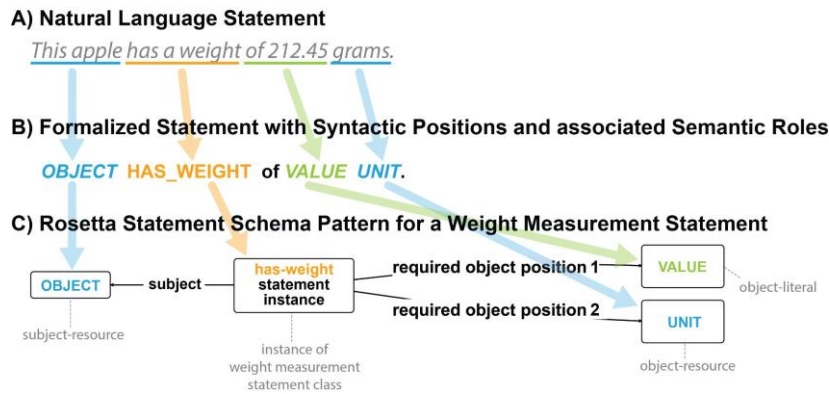 A) Natural Language Statement
This apple has a weight of 212.45 grams.
B) Formalized Statement with Syntactic Positions and associated Semantic Roles
OBJECT HAS_WEIGHT of VALUE UNIT.
C) Rosetta Statement Schema Pattern for a Weight Measurement Statement
OBJECT
subject
has-weight
statement
instance
required object position 1
VALUE
object-literal
required object position 2
UNIT
subject-resource
instance of
weight measurement
statement class
object-resource